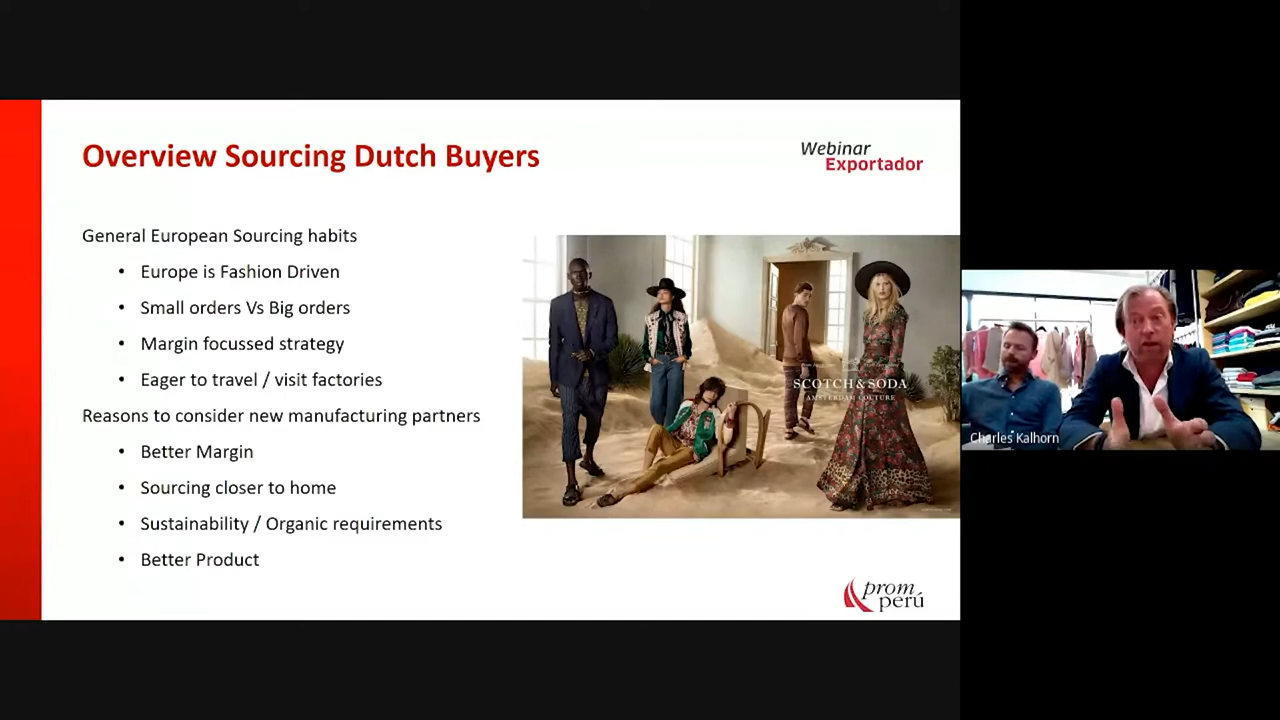 Overview Sourcing Dutch Buyers
Webinar
Exportador
General European Sourcing habits
• Europe is Fashion Driven
• Small orders Vs Big orders
• Margin focussed strategy
• Eager to travel / visit factories
Reasons to consider new manufacturing partners
• Better Margin
• Sourcing closer to home
• Sustainability / Organic requirements
• Better Product
SCOTCH & SODA
AMSTERDAM COUTURE
prom
perú
Charles Kalhorn